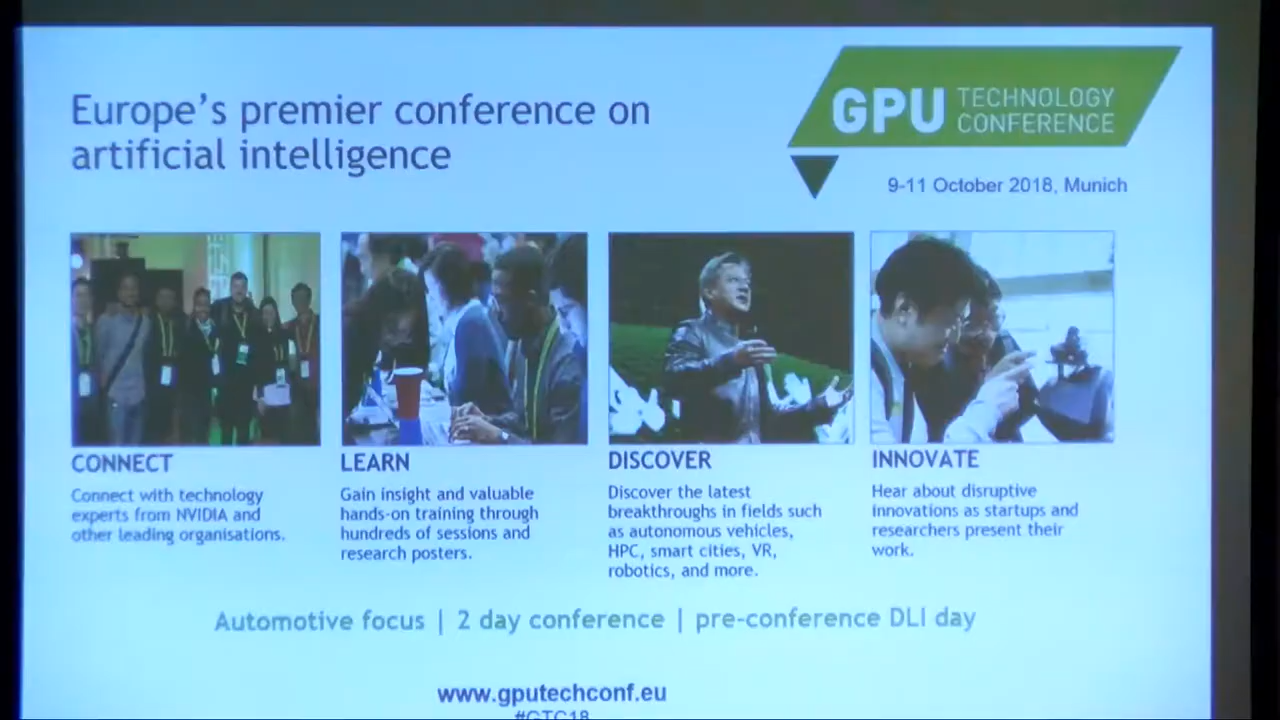 Europe's premier conference on
artificial intelligence
GPU TECHNOLOGY
CONFERENCE
9-11 October 2018, Munich
CONNECT
Connect with technology
experts from NVIDIA and
other leading organisations.
LEARN
Gain insight and valuable
hands-on training through
hundreds of sessions and
research posters.
DISCOVER
Discover the latest
breakthroughs in fields such
as autonomous vehicles,
HPC, smart cities, VR,
robotics, and more.
INNOVATE
Hear about disruptive
innovations as startups and
researchers present their
work.
Automotive focus | 2 day conference | pre-conference DLI day
www.gputechconf.eu
#GTC18